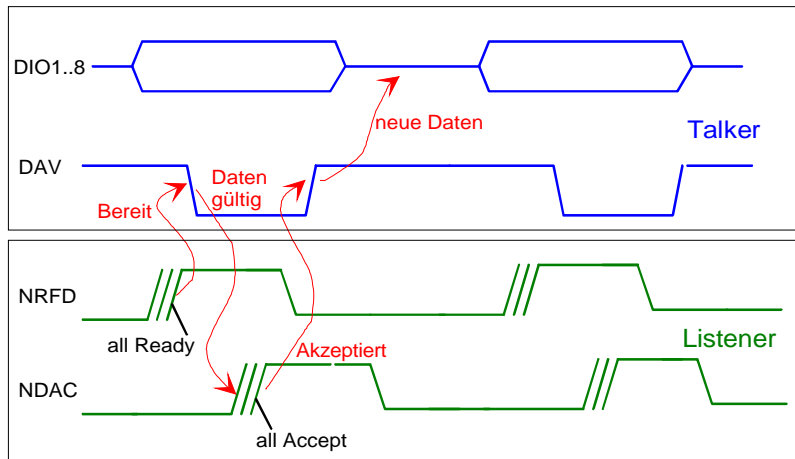 DIO1..8
neue Daten
Talker
DAV
Daten
gültig
Bereit
NRFD
all Ready
Listener
Akzeptiert
NDAC
all Accept